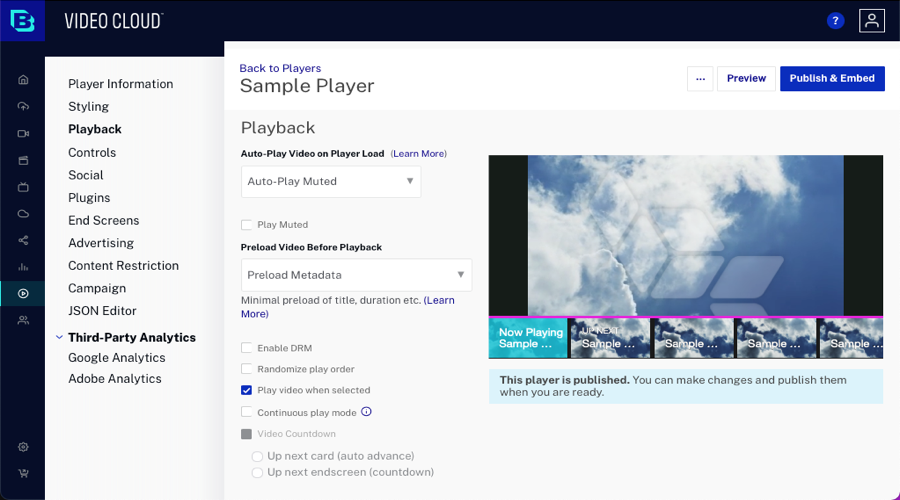 VIDEO CLOUD
?
Player Information
Styling
Playback
Controls
Social
Plugins
End Screens
Advertising
Content Restriction
Campaign
JSON Editor
Third-Party Analytics
Google Analytics
Adobe Analytics
Back to Players
Sample Player
...
Preview
Publish & Embed
Playback
Auto-Play Video on Player Load (Learn More)
Auto-Play Muted
Play Muted
Preload Video Before Playback
Preload Metadata
Minimal preload of title, duration etc. (Learn
More)
Enable DRM
Randomize play order
Play video when selected
Continuous play mode
Video Countdown
Up next card (auto advance)
Up next endscreen (countdown)
Now Playing
Sample ...
UP NEXT
Sample ...
Sample ...
Sample ...
Sample ...
This player is published. You can make changes and publish them
when you are ready.